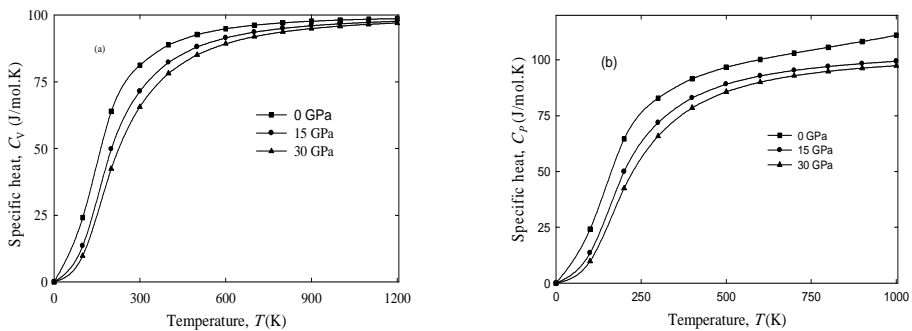 100
75
50
25
0
Specific heat, C_V (J/mol.K)
(a)
0 GPa
15 GPa
30 GPa
0 300 600 900 1200
Temperature, T(K)
100
75
50
25
0
Specific heat, C_P (J/mol.K)
(b)
0 GPa
15 GPa
30 GPa
0 250 500 750 1000
Temperature, T(K)